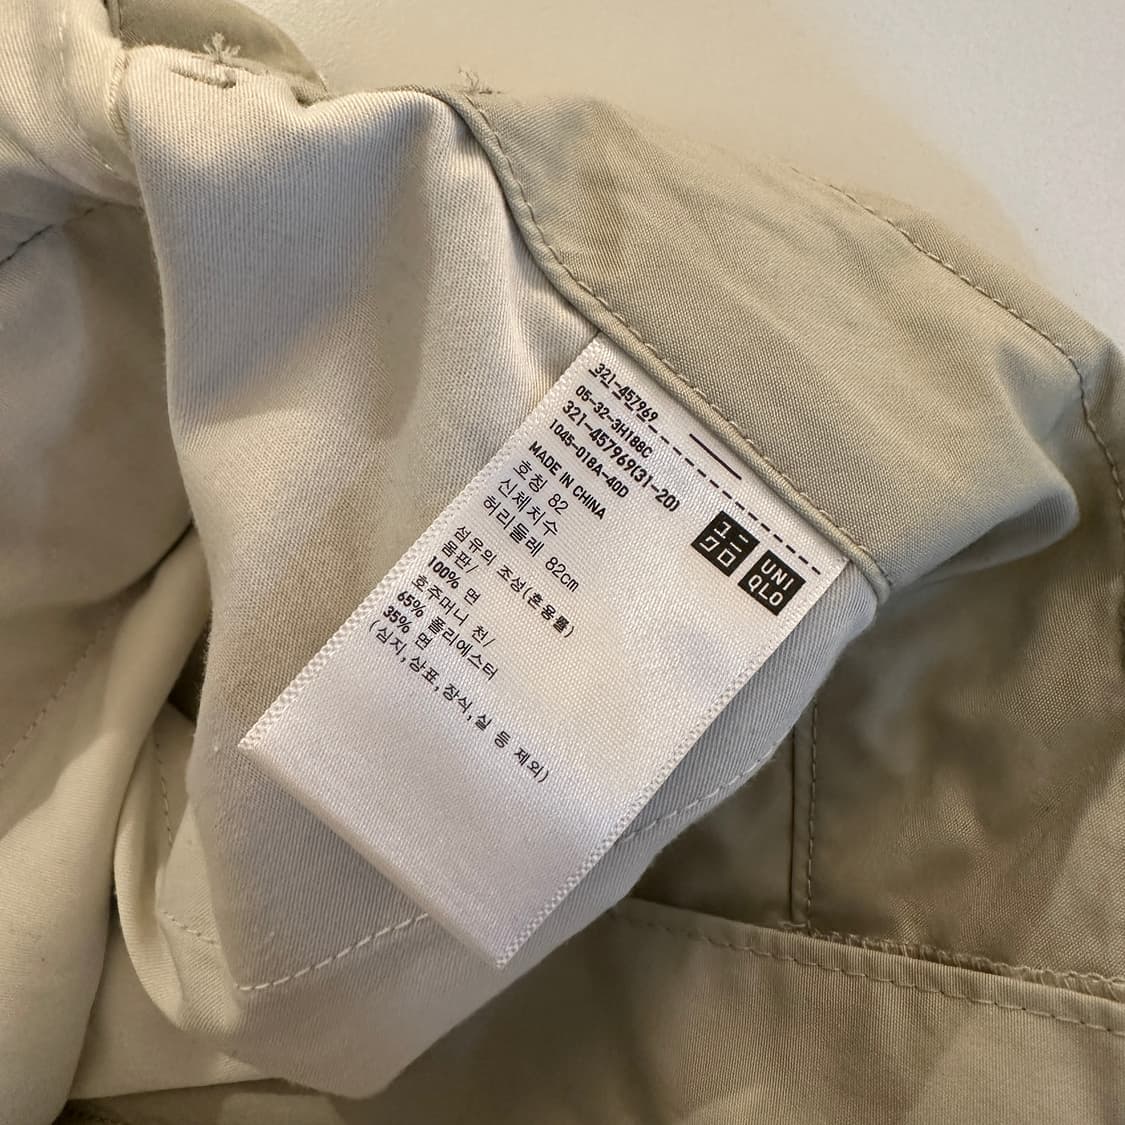 321-457969
05-32-3H188C
321-457969(31-20)
1045-018A-40D
MADE IN CHINA
호칭 82
신체치수
허리둘레 82cm
섬유의 조성(혼용률)
몸판/
100% 면
호주머니 천/
65% 폴리에스터
35% 면
(심지,상표,장식,실 등 제외)
ユニ
クロ
UNI
QLO